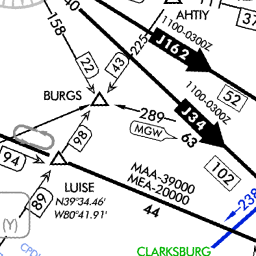 40
AHTIY
37
158
1100-0300Z
J162
225
22
43
52
BURGS
1100-0300Z
289
J34
MGW
63
98
94
102
MAA-39000
MEA-20000
LUISE
N39°34.46'
W80°41.91'
44
89
238
CLARKSBURG